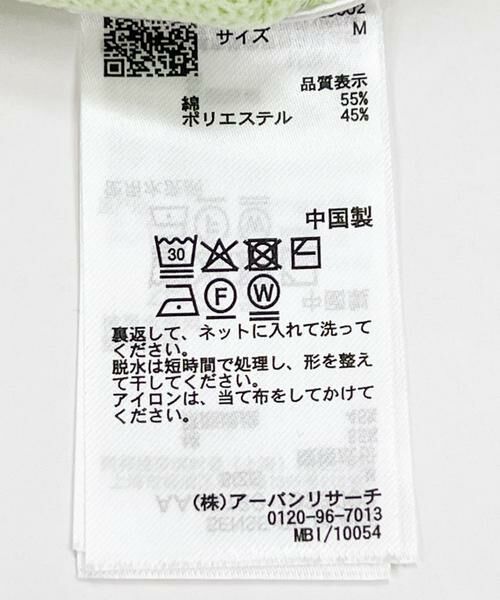 サイズ M
品質表示
綿 55%
ポリエステル 45%
中国製
30
F W
裏返して、ネットに入れて洗って
ください。
脱水は短時間で処理し、形を整え
て干してください。
アイロンは、当て布をしてかけて
ください。
(株)アーバンリサーチ
0120-96-7013
MBI/10054